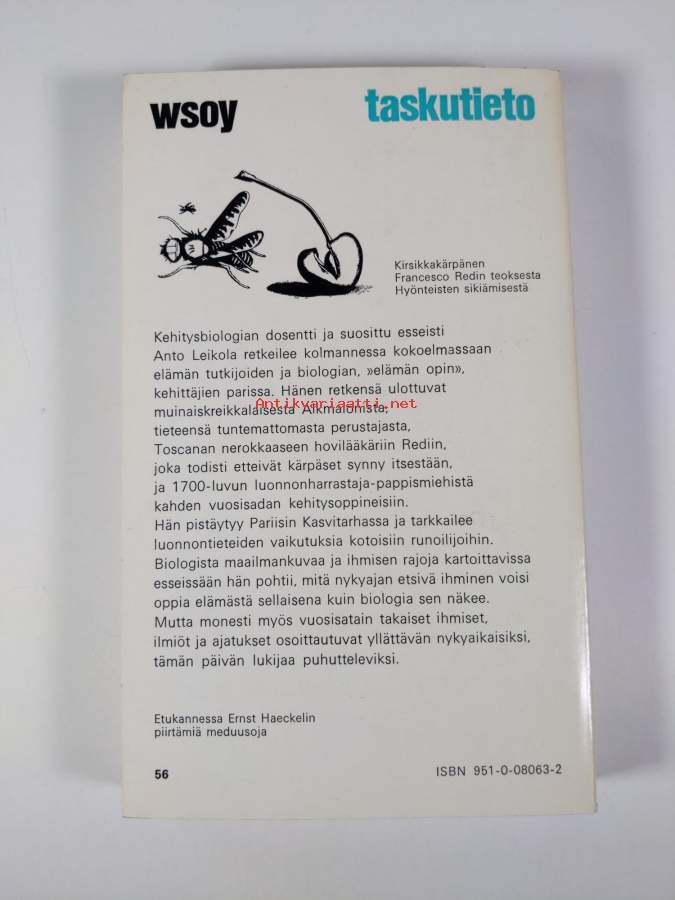 wsoy taskutieto
Kirsikkakärpänen
Francesco Redin teoksesta
Hyönteisten sikiämisestä
Kehitysbiologian dosentti ja suosittu esseisti
Anto Leikola retkeilee kolmannessa kokoelmassaan
elämän tutkijoiden ja biologian, »elämän opin»,
kehittäjien parissa. Hänen retkensä ulottuvat
Antikvariaatti.net
muinaiskreikkalaisesta Alkmaionista,
tieteensä tuntemattomasta perustajasta,
Toscanan nerokkaaseen hovilääkäriin Rediin,
joka todisti etteivät kärpäset synny itsestään,
ja 1700-luvun luonnonharrastaja-pappismiehistä
kahden vuosisadan kehitysoppineisiin.
Hän pistäytyy Pariisin Kasvitarhassa ja tarkkailee
luonnontieteiden vaikutuksia kotoisiin runoilijoihin.
Biologista maailmankuvaa ja ihmisen rajoja kartoittavissa
esseissään hän pohtii, mitä nykyajan etsivä ihminen voisi
oppia elämästä sellaisena kuin biologia sen näkee.
Mutta monesti myös vuosisatain takaiset ihmiset,
ilmiöt ja ajatukset osoittautuvat yllättävän nykyaikaisiksi,
tämän päivän lukijaa puhutteleviksi.
Etukannessa Ernst Haeckelin
piirtämiä meduusoja
56 ISBN 951-0-08063-2